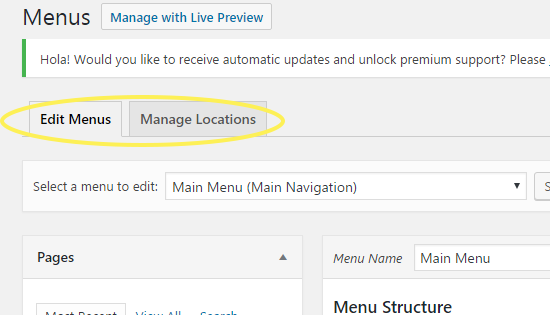 Menus Manage with Live Preview
Hola! Would you like to receive automatic updates and unlock premium support? Please
Edit Menus Manage Locations
Select a menu to edit: Main Menu (Main Navigation)
Pages Menu Name Main Menu
Most Recent View All Search
Menu Structure